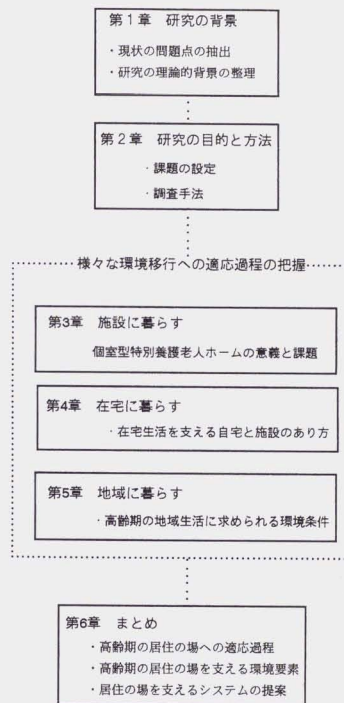 第1章 研究の背景
・現状の問題点の抽出
・研究の理論的背景の整理
第2章 研究の目的と方法
・課題の設定
・調査手法
様々な環境移行への適応過程の把握
第3章 施設に暮らす
個室型特別養護老人ホームの意義と課題
第4章 在宅に暮らす
・在宅生活を支える自宅と施設のあり方
第5章 地域に暮らす
・高齢期の地域生活に求められる環境条件
第6章 まとめ
・高齢期の居住の場への適応過程
・高齢期の居住の場を支える環境要素
・居住の場を支えるシステムの提案